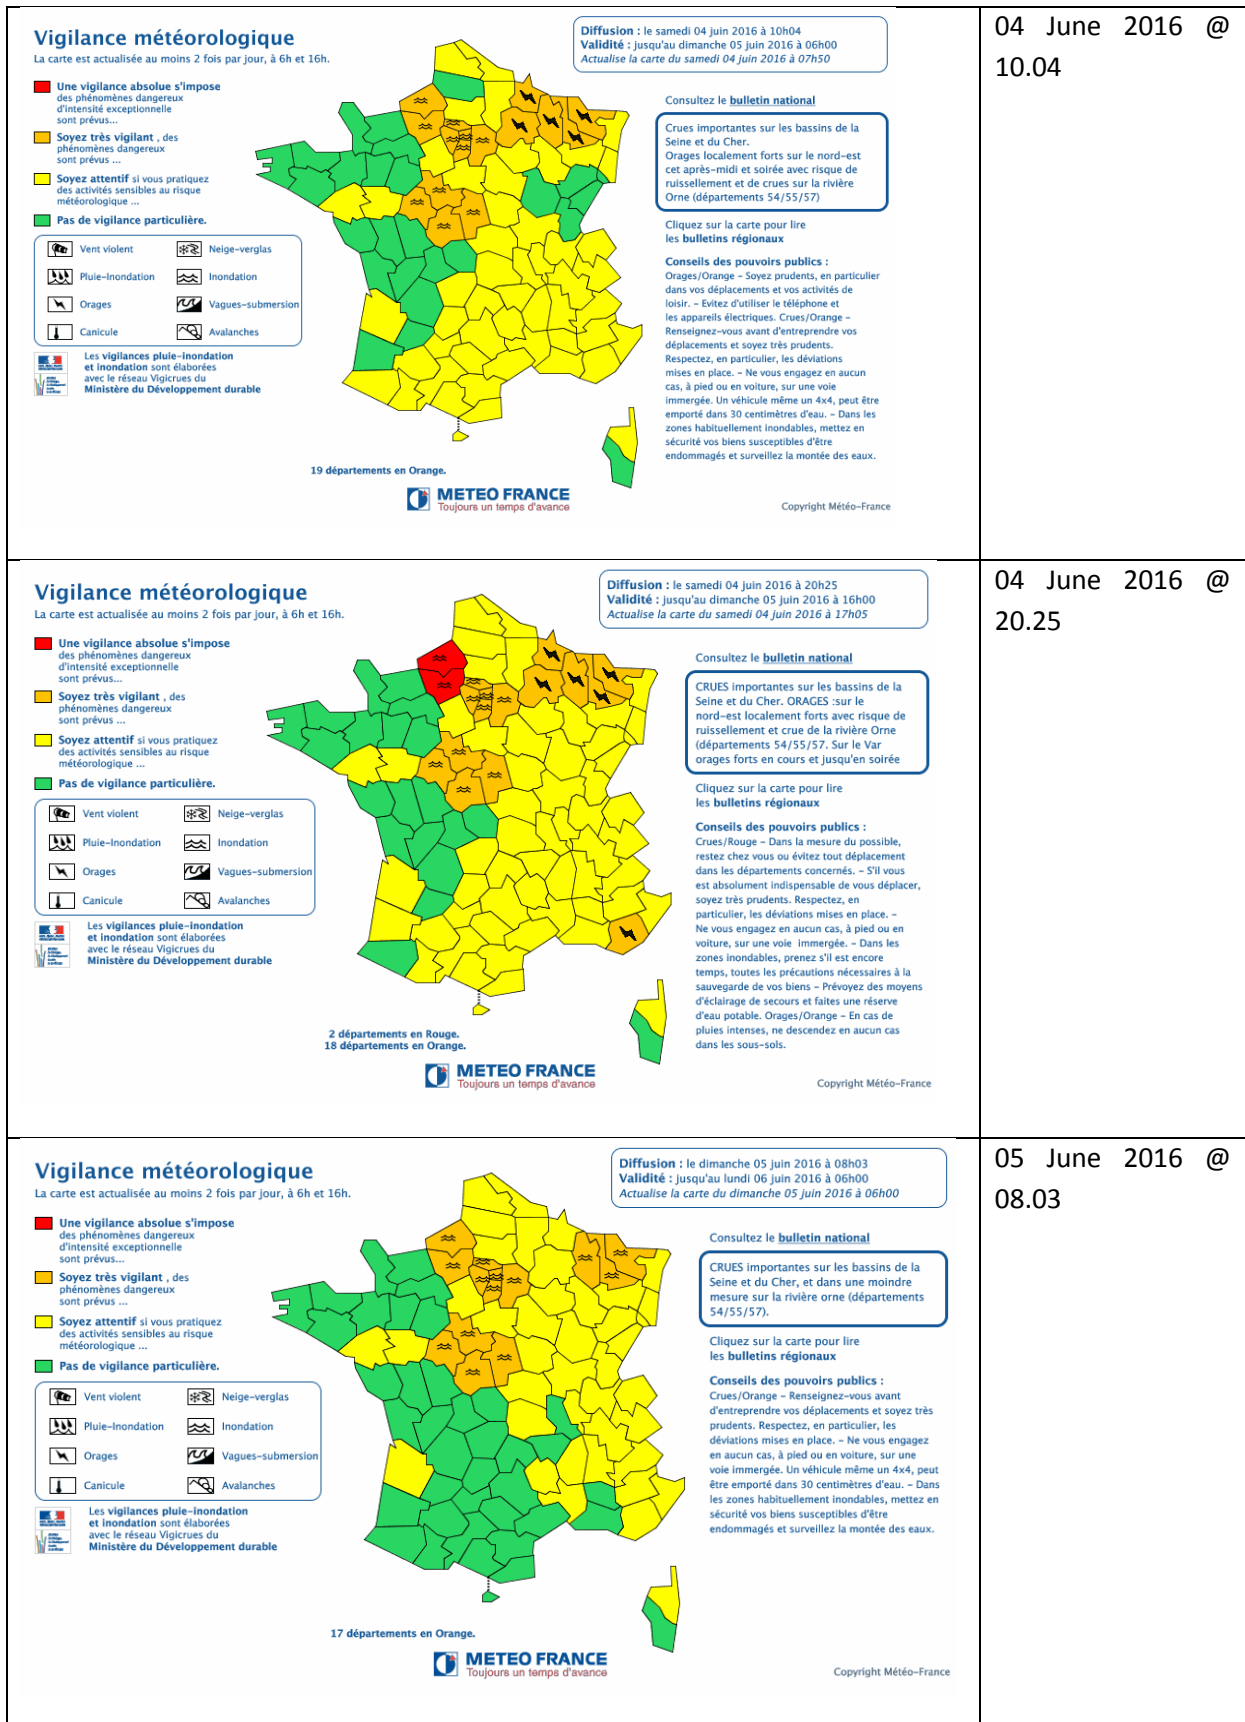 Vigilance météorologique
La carte est actualisée au moins 2 fois par jour, à 6h et 16h.
Une vigilance absolue s'impose
des phénomènes dangereux
d'intensité exceptionnelle
sont prévus...
Soyez très vigilant , des
phénomènes dangereux
sont prévus ...
Soyez attentif si vous pratiquez
des activités sensibles au risque
météorologique ...
Pas de vigilance particulière.
Vent violent
Neige-verglas
Pluie-Inondation
Inondation
Orages
Vagues-submersion
Canicule
Avalanches
Les vigilances pluie-inondation
et inondation sont élaborées
avec le réseau Vigicrues du
Ministère du Développement durable
Diffusion : le samedi 04 juin 2016 à 10h04
Validité : jusqu'au dimanche 05 juin 2016 à 06h00
Actualise la carte du samedi 04 juin 2016 à 07h50
Consultez le bulletin national
Crues importantes sur les bassins de la
Seine et du Cher.
Orages localement forts sur le nord-est
cet après-midi et soirée avec risque de
ruissellement et de crues sur la rivière
Orne (départements 54/55/57)
Cliquez sur la carte pour lire
les bulletins régionaux
Conseils des pouvoirs publics :
Orages/Orange - Soyez prudents, en particulier
dans vos déplacements et vos activités de
loisir. - Evitez d'utiliser le téléphone et
les appareils électriques. Crues/Orange -
Renseignez-vous avant d'entreprendre vos
déplacements et soyez très prudents.
Respectez, en particulier, les déviations
mises en place. - Ne vous engagez en aucun
cas, à pied ou en voiture, sur une voie
immergée. Un véhicule même un 4x4, peut être
emporté dans 30 centimètres d'eau. - Dans les
zones habituellement inondables, mettez en
sécurité vos biens susceptibles d'être
endommagés et surveillez la montée des eaux.
19 départements en Orange.
METEO FRANCE
Toujours un temps d'avance
Copyright Météo-France
04 June 2016 @
10.04
Vigilance météorologique
La carte est actualisée au moins 2 fois par jour, à 6h et 16h.
Une vigilance absolue s'impose
des phénomènes dangereux
d'intensité exceptionnelle
sont prévus...
Soyez très vigilant , des
phénomènes dangereux
sont prévus ...
Soyez attentif si vous pratiquez
des activités sensibles au risque
météorologique ...
Pas de vigilance particulière.
Vent violent
Neige-verglas
Pluie-Inondation
Inondation
Orages
Vagues-submersion
Canicule
Avalanches
Les vigilances pluie-inondation
et inondation sont élaborées
avec le réseau Vigicrues du
Ministère du Développement durable
Diffusion : le samedi 04 juin 2016 à 20h25
Validité : jusqu'au dimanche 05 juin 2016 à 16h00
Actualise la carte du samedi 04 juin 2016 à 17h05
Consultez le bulletin national
CRUES importantes sur les bassins de la
Seine et du Cher. ORAGES :sur le
nord-est localement forts avec risque de
ruissellement et crue de la rivière Orne
(départements 54/55/57. Sur le Var
orages forts en cours et jusqu'en soirée
Cliquez sur la carte pour lire
les bulletins régionaux
Conseils des pouvoirs publics :
Crues/Rouge - Dans la mesure du possible,
restez chez vous ou évitez tout déplacement
dans les départements concernés. - S'il vous
est absolument indispensable de vous déplacer,
soyez très prudents. Respectez, en
particulier, les déviations mises en place. -
Ne vous engagez en aucun cas, à pied ou en
voiture, sur une voie immergée. - Dans les
zones inondables, prenez s'il est encore
temps, toutes les précautions nécessaires à la
sauvegarde de vos biens - Prévoyez des moyens
d'éclairage de secours et faites une réserve
d'eau potable. Orages/Orange - En cas de
pluies intenses, ne descendez en aucun cas
dans les sous-sols.
2 départements en Rouge.
18 départements en Orange.
METEO FRANCE
Toujours un temps d'avance
Copyright Météo-France
04 June 2016 @
20.25
Vigilance météorologique
La carte est actualisée au moins 2 fois par jour, à 6h et 16h.
Une vigilance absolue s'impose
des phénomènes dangereux
d'intensité exceptionnelle
sont prévus...
Soyez très vigilant , des
phénomènes dangereux
sont prévus ...
Soyez attentif si vous pratiquez
des activités sensibles au risque
météorologique ...
Pas de vigilance particulière.
Vent violent
Neige-verglas
Pluie-Inondation
Inondation
Orages
Vagues-submersion
Canicule
Avalanches
Les vigilances pluie-inondation
et inondation sont élaborées
avec le réseau Vigicrues du
Ministère du Développement durable
Diffusion : le dimanche 05 juin 2016 à 08h03
Validité : jusqu'au lundi 06 juin 2016 à 06h00
Actualise la carte du dimanche 05 juin 2016 à 06h00
Consultez le bulletin national
CRUES importantes sur les bassins de la
Seine et du Cher, et dans une moindre
mesure sur la rivière orne (départements
54/55/57).
Cliquez sur la carte pour lire
les bulletins régionaux
Conseils des pouvoirs publics :
Crues/Orange - Renseignez-vous avant
d'entreprendre vos déplacements et soyez très
prudents. Respectez, en particulier, les
déviations mises en place. - Ne vous engagez
en aucun cas, à pied ou en voiture, sur une
voie immergée. Un véhicule même un 4x4, peut
être emporté dans 30 centimètres d'eau. - Dans
les zones habituellement inondables, mettez en
sécurité vos biens susceptibles d'être
endommagés et surveillez la montée des eaux.
17 départements en Orange.
METEO FRANCE
Toujours un temps d'avance
Copyright Météo-France
05 June 2016 @
08.03